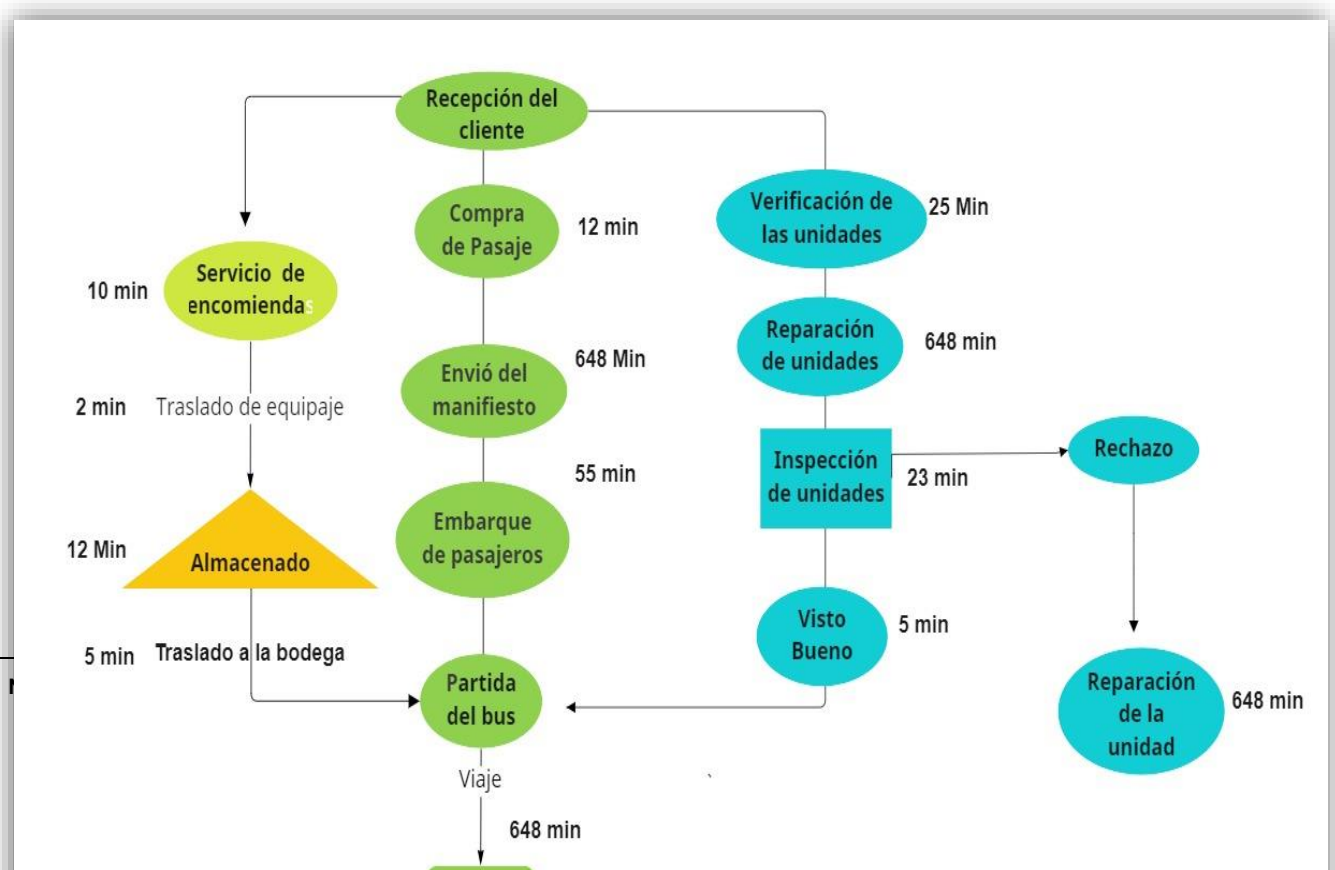 Recepción del
cliente
Compra
de Pasaje
12 min
Verificación de
las unidades
25 Min
10 min
Servicio de
encomiendas
Reparación
de unidades
648 min
648 Min
Envió del
manifiesto
2 min
Traslado de equipaje
Inspección
de unidades
23 min
Rechazo
55 min
Embarque
de pasajeros
12 Min
Almacenado
Visto
Bueno
5 min
5 min
Traslado a la bodega
Partida
del bus
Reparación
de la
unidad
648 min
Viaje
648 min